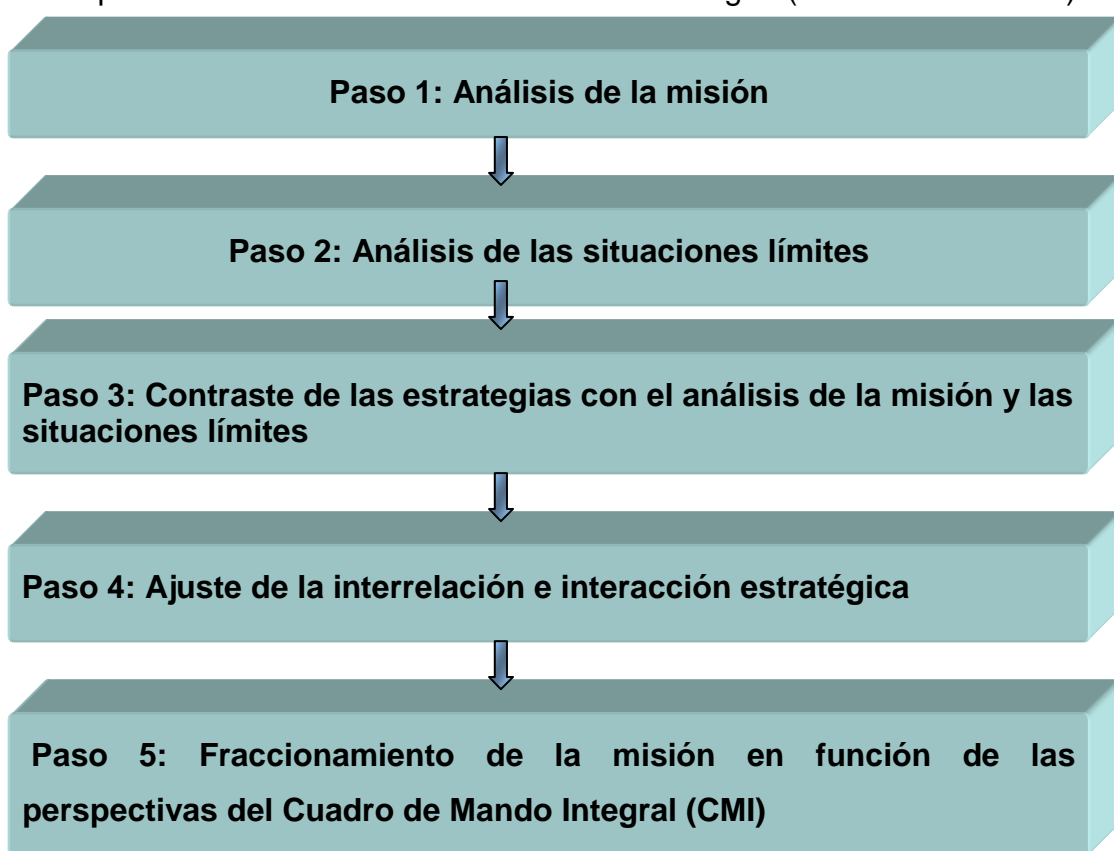 Paso 1: Análisis de la misión
Paso 2: Análisis de las situaciones límites
Paso 3: Contraste de las estrategias con el análisis de la misión y las
situaciones límites
Paso 4: Ajuste de la interrelación e interacción estratégica
Paso 5: Fraccionamiento de la misión en función de las
perspectivas del Cuadro de Mando Integral (CMI)